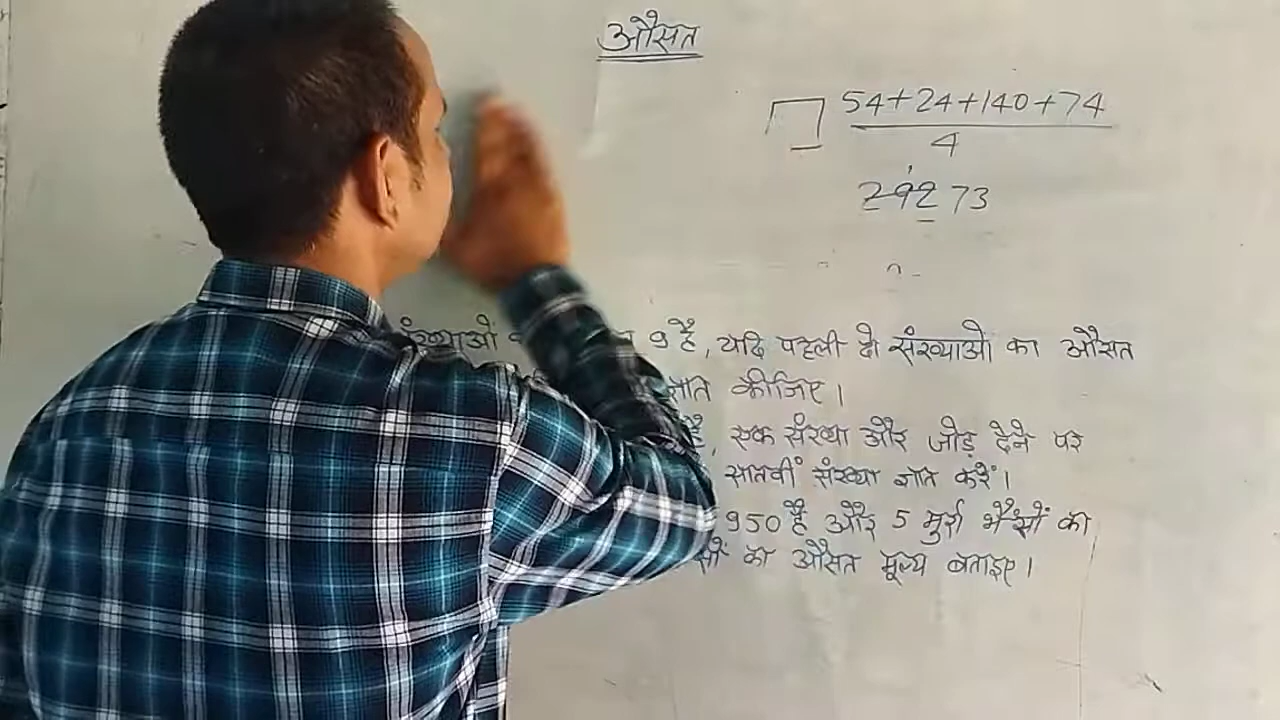 औसत
54+24+140+74
4
292 73
संख्याओं 9 है, यदि पहली दो संख्याओं का औसत
ज्ञात कीजिए।
है, एक संख्या और जोड़ देने पर
सातवीं संख्या ज्ञात करें।
950 है और 5 मुर्रा भैंसों का
का औसत मूल्य बताइए।